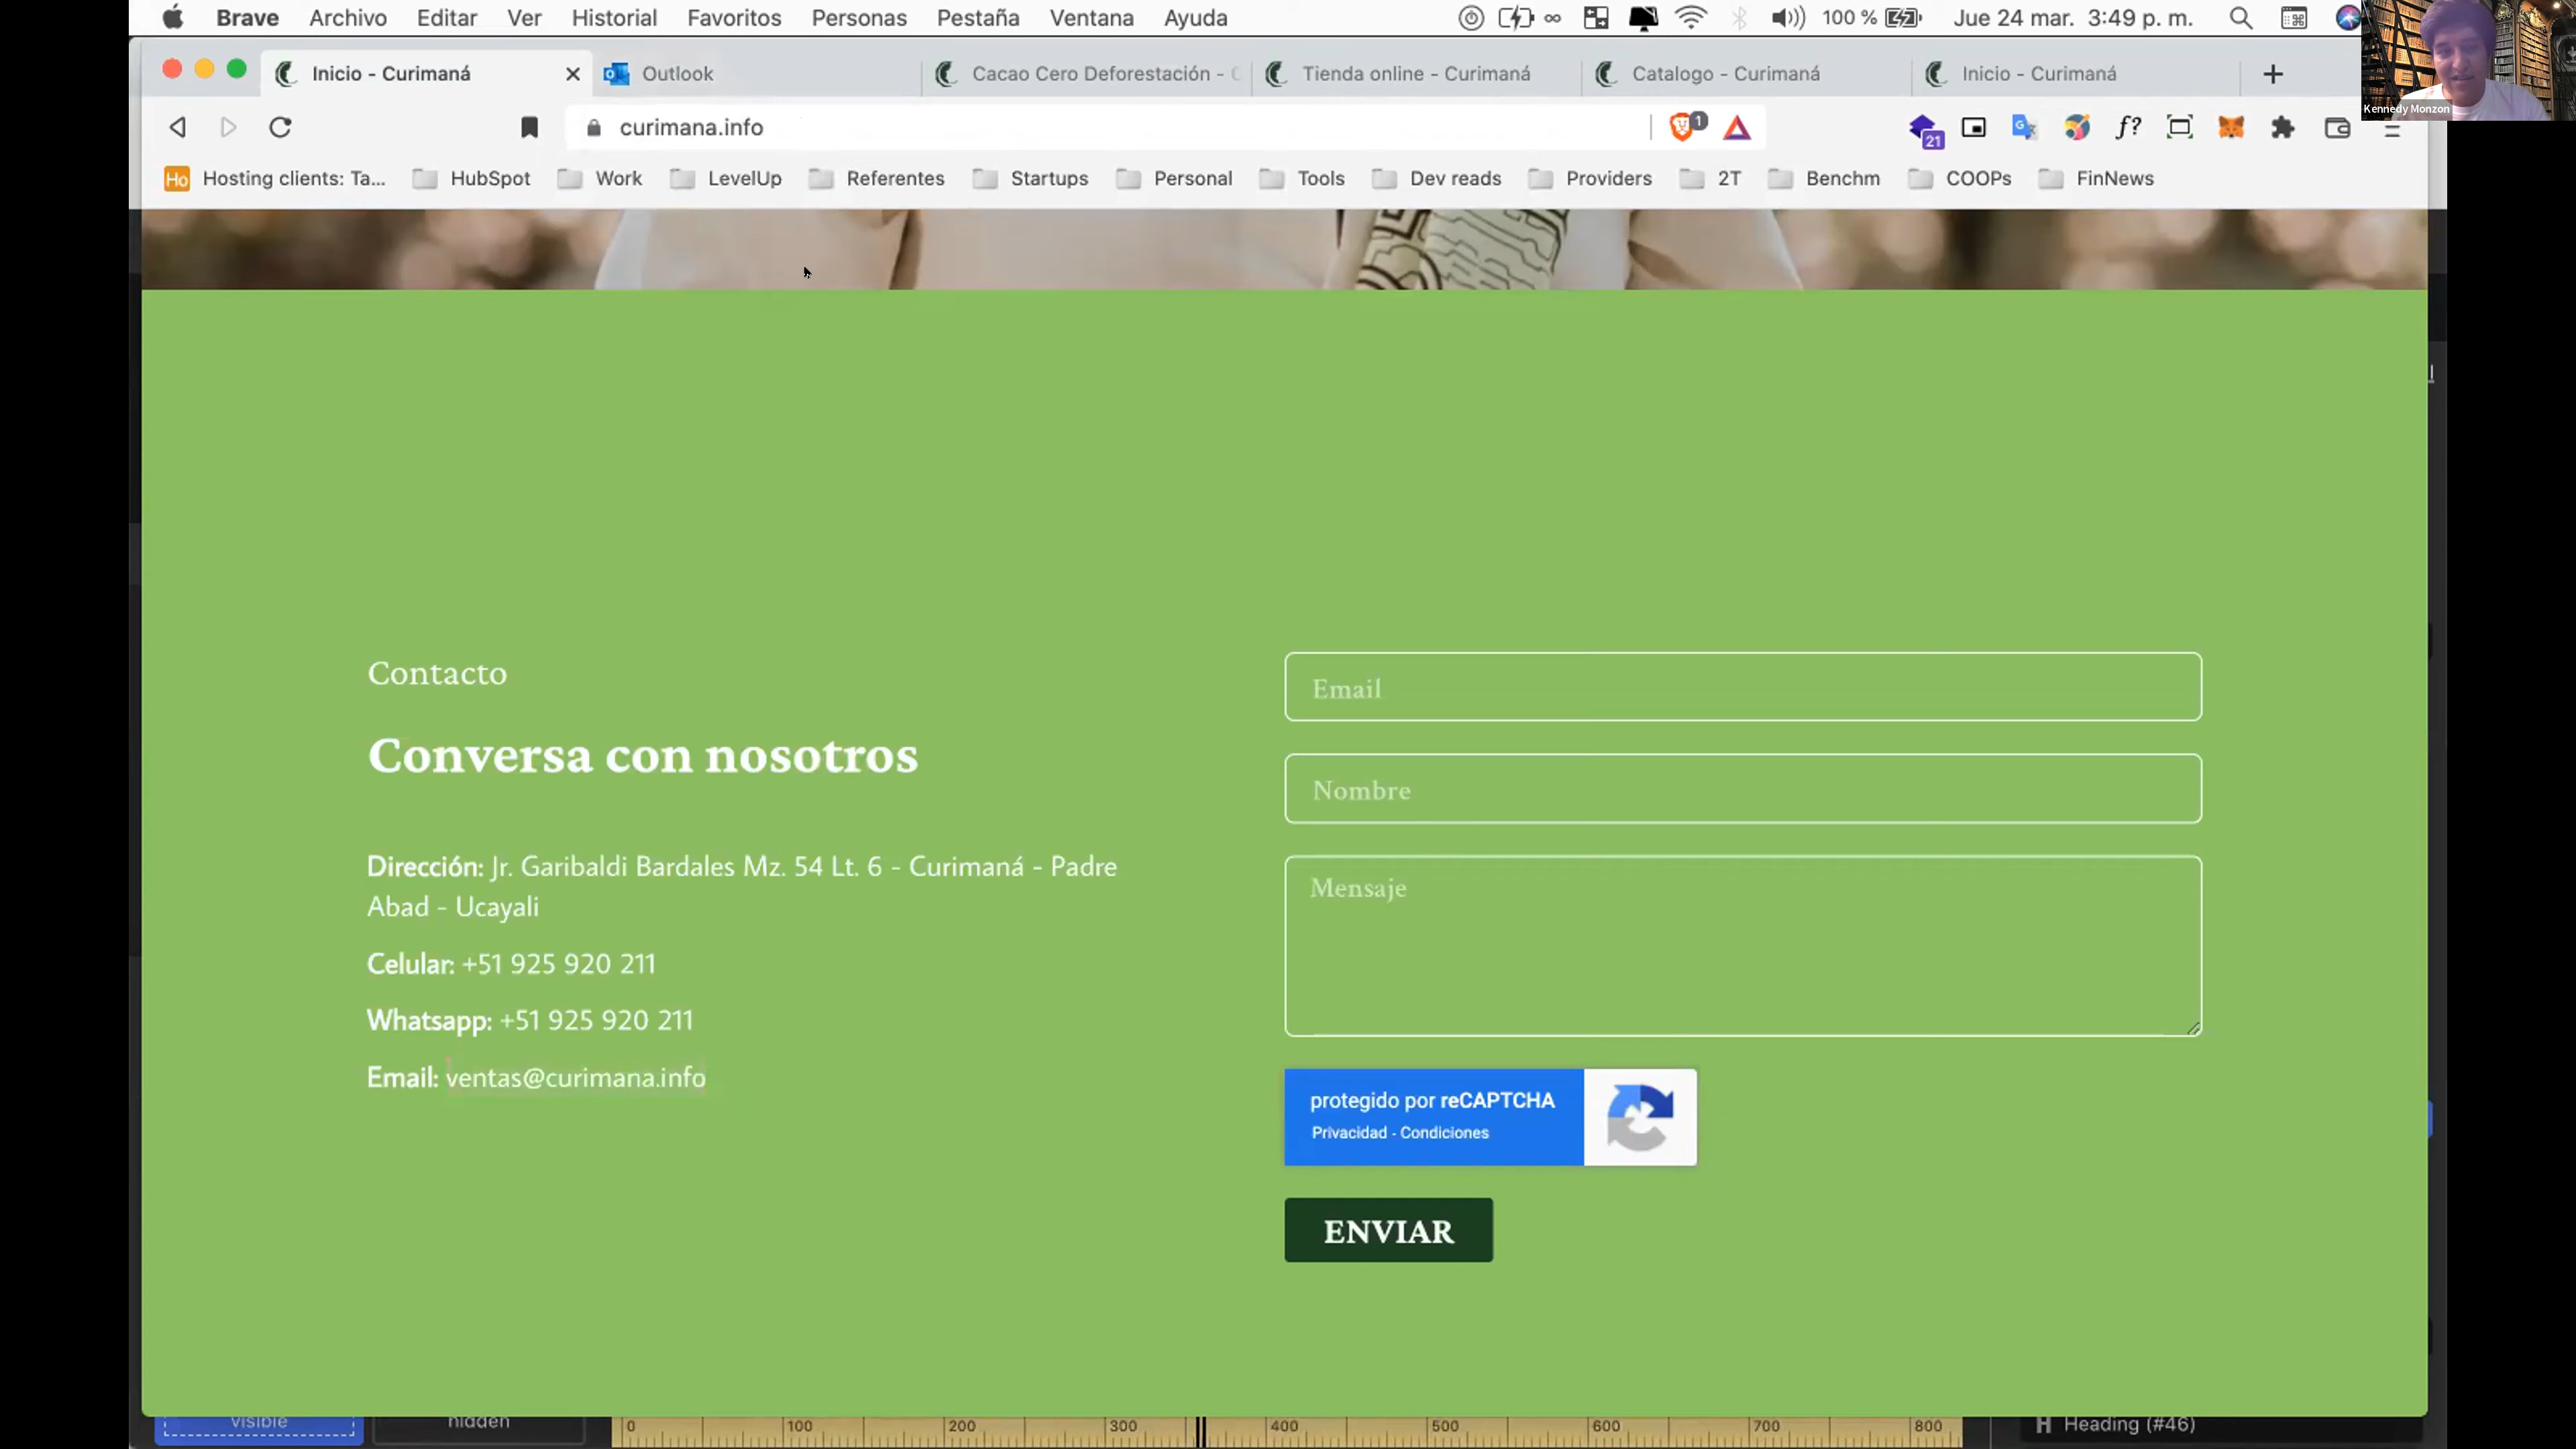 Brave Archivo Editar Ver Historial Favoritos Personas Pestaña Ventana Ayuda 100 % Jue 24 mar. 3:49 p. m.
Inicio - Curimaná Outlook Cacao Cero Deforestación - Tienda online - Curimaná Catalogo - Curimaná Inicio - Curimaná
Kennedy Monzon
curimana.info 1 21 f?
Ho Hosting clients: Ta... HubSpot Work LevelUp Referentes Startups Personal Tools Dev reads Providers 2T Benchm COOPs FinNews
Contacto
Conversa con nosotros
Dirección: Jr. Garibaldi Bardales Mz. 54 Lt. 6 - Curimaná - Padre
Abad - Ucayali
Celular: +51 925 920 211
Whatsapp: +51 925 920 211
Email: ventas@curimana.info
Email
Nombre
Mensaje
protegido por reCAPTCHA
Privacidad - Condiciones
ENVIAR
visible hidden 0 100 200 300 400 500 600 700 800 H Heading (#46)